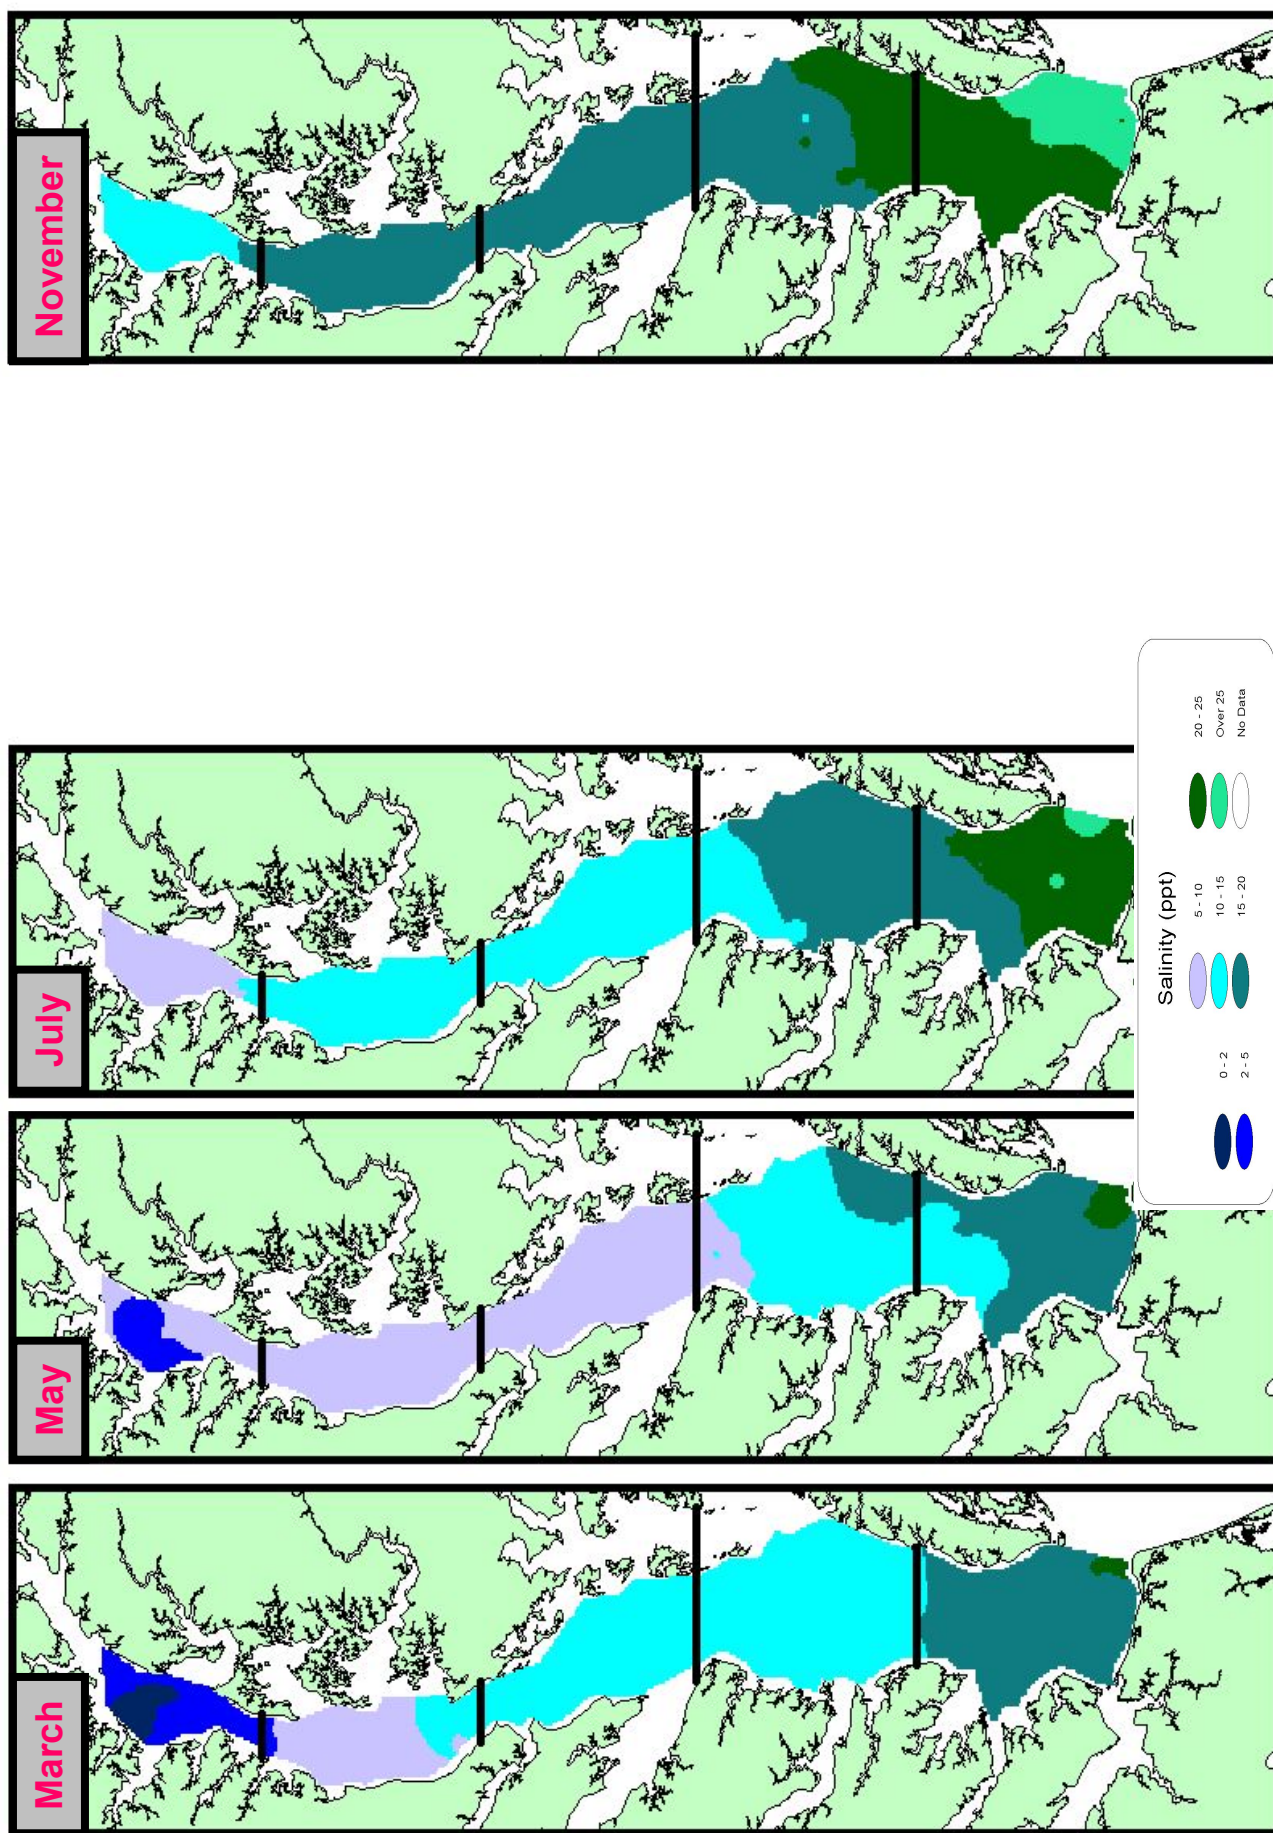 March
May
July
November
Salinity (ppt)
0 - 2
2 - 5
5 - 10
10 - 15
15 - 20
20 - 25
Over 25
No Data